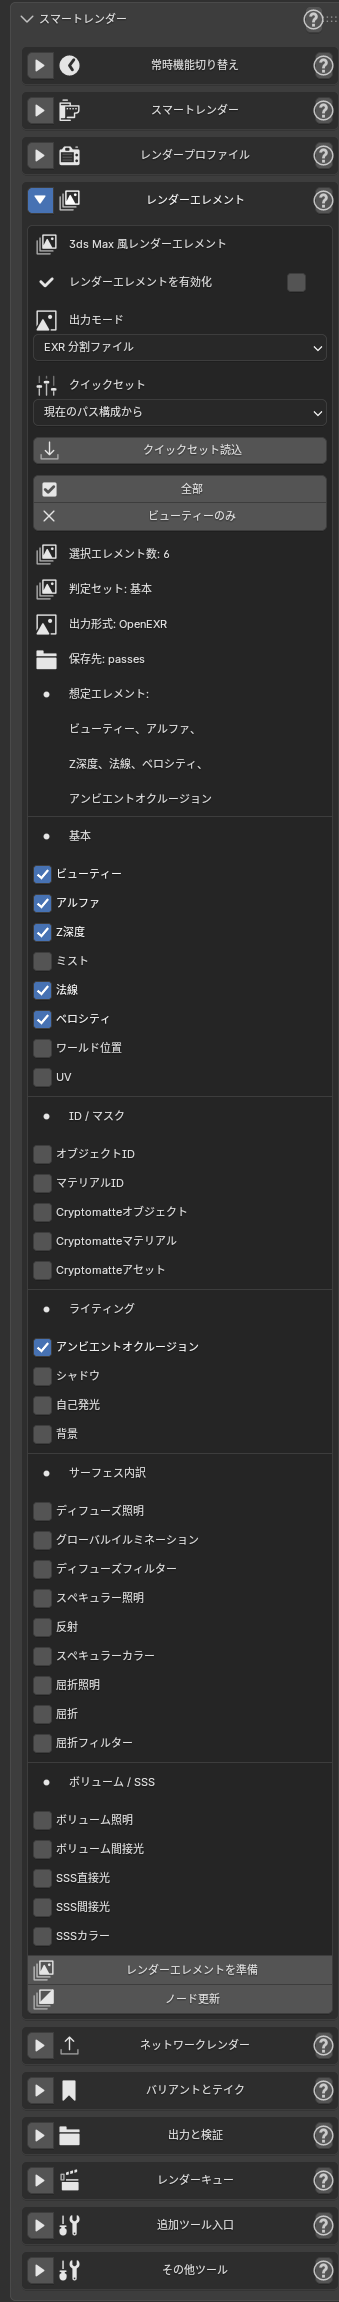 スマートレンダー
常時機能切り替え
スマートレンダー
レンダープロファイル
レンダーエレメント
3ds Max 風レンダーエレメント
レンダーエレメントを有効化
出力モード
EXR 分割ファイル
クイックセット
現在のパス構成から
クイックセット読込
全部
ビューティーのみ
選択エレメント数: 6
判定セット: 基本
出力形式: OpenEXR
保存先: passes
想定エレメント:
ビューティー、アルファ、
Z深度、法線、ベロシティ、
アンビエントオクルージョン
基本
ビューティー
アルファ
Z深度
ミスト
法線
ベロシティ
ワールド位置
UV
ID / マスク
オブジェクトID
マテリアルID
Cryptomatteオブジェクト
Cryptomatteマテリアル
Cryptomatteアセット
ライティング
アンビエントオクルージョン
シャドウ
自己発光
背景
サーフェス内訳
ディフューズ照明
グローバルイルミネーション
ディフューズフィルター
スペキュラー照明
反射
スペキュラーカラー
屈折照明
屈折
屈折フィルター
ボリューム / SSS
ボリューム照明
ボリューム間接光
SSS直接光
SSS間接光
SSSカラー
レンダーエレメントを準備
ノード更新
ネットワークレンダー
バリアントとテイク
出力と検証
レンダーキュー
追加ツール入口
その他ツール